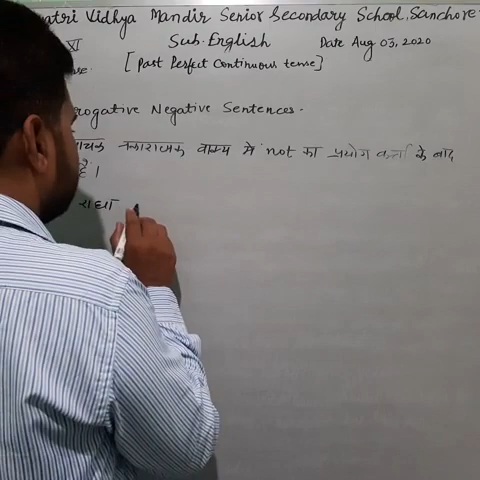 Vidhya Mandir Senior Secondary School, Sanchore
XI Sub. English Date Aug 03, 2020
[Past Perfect Continuous tense]
Negative Sentences.
नकारात्मक वाक्य में not का प्रयोग कर्ता के बाद
है।
राधा